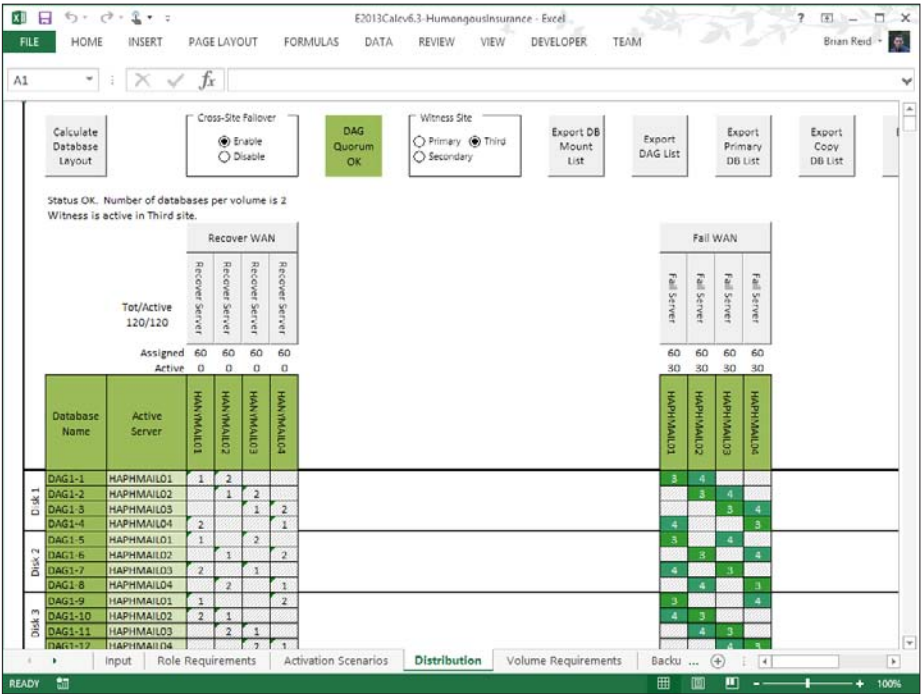 E2013Calcv6.3-HumongousInsurance - Excel
FILE HOME INSERT PAGE LAYOUT FORMULAS DATA REVIEW VIEW DEVELOPER TEAM Brian Reid
A1 fx
Calculate Database Layout
Cross-Site Failover
Enable
Disable
DAG Quorum OK
Witness Site
Primary Third
Secondary
Export DB Mount List
Export DAG List
Export Primary DB List
Export Copy DB List
Status OK. Number of databases per volume is 2
Witness is active in Third site.
Recover WAN Fail WAN
Recover Server Recover Server Recover Server Recover Server Fail Server Fail Server Fail Server Fail Server
Tot/Active
120/120
Assigned 60 60 60 60 60 60 60 60
Active 0 0 0 0 30 30 30 30
Database Name Active Server HANYMAIL01 HANYMAIL02 HANYMAIL03 HANYMAIL04 HAPHMAIL01 HAPHMAIL02 HAPHMAIL03 HAPHMAIL04
Disk 1
DAG1-1 HAPHMAIL01 1 2 3 4
DAG1-2 HAPHMAIL02 1 2 3 4
DAG1-3 HAPHMAIL03 1 2 3 4
DAG1-4 HAPHMAIL04 2 1 4 3
Disk 2
DAG1-5 HAPHMAIL01 1 2 3 4
DAG1-6 HAPHMAIL02 1 2 3 4
DAG1-7 HAPHMAIL03 2 1 4 3
DAG1-8 HAPHMAIL04 2 1 4 3
Disk 3
DAG1-9 HAPHMAIL01 1 2 3 4
DAG1-10 HAPHMAIL02 2 1 4 3
DAG1-11 HAPHMAIL03 2 1 4 3
DAG1-12 HAPHMAIL04 2 1 4 3
Input Role Requirements Activation Scenarios Distribution Volume Requirements Backu ...
READY 100%